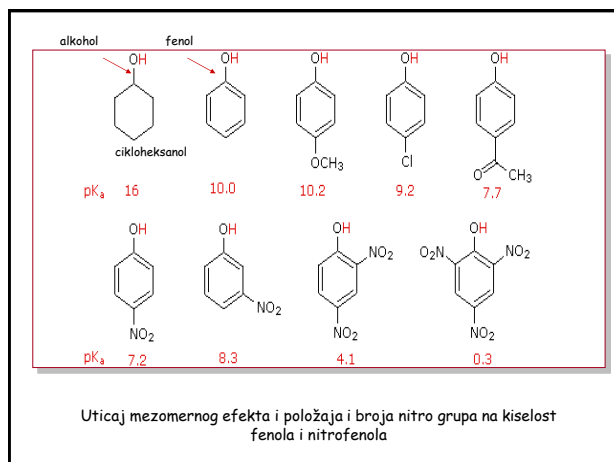 alkohol fenol
OH OH OH OH OH
cikloheksanol
OCH3 Cl O CH3
pKa 16 10.0 10.2 9.2 7.7
OH OH OH OH
NO2 O2N NO2
NO2
NO2 NO2 NO2
pKa 7.2 8.3 4.1 0.3
Uticaj mezomernog efekta i položaja i broja nitro grupa na kiselost
fenola i nitrofenola